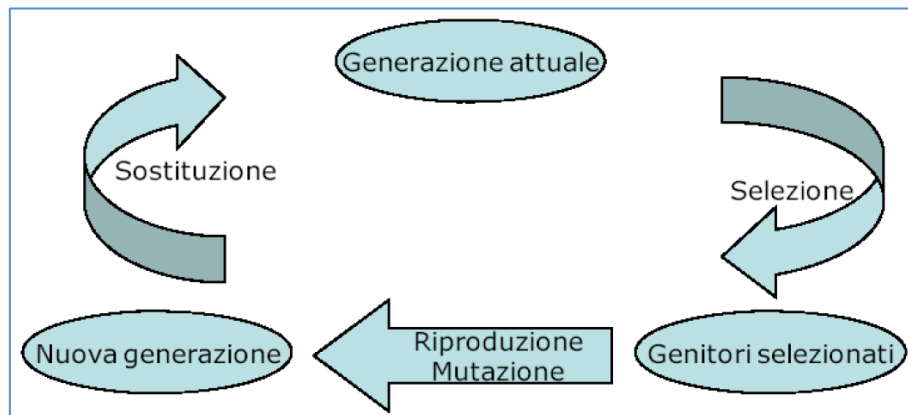 Generazione attuale
Sostituzione
Selezione
Nuova generazione
Riproduzione
Mutazione
Genitori selezionati